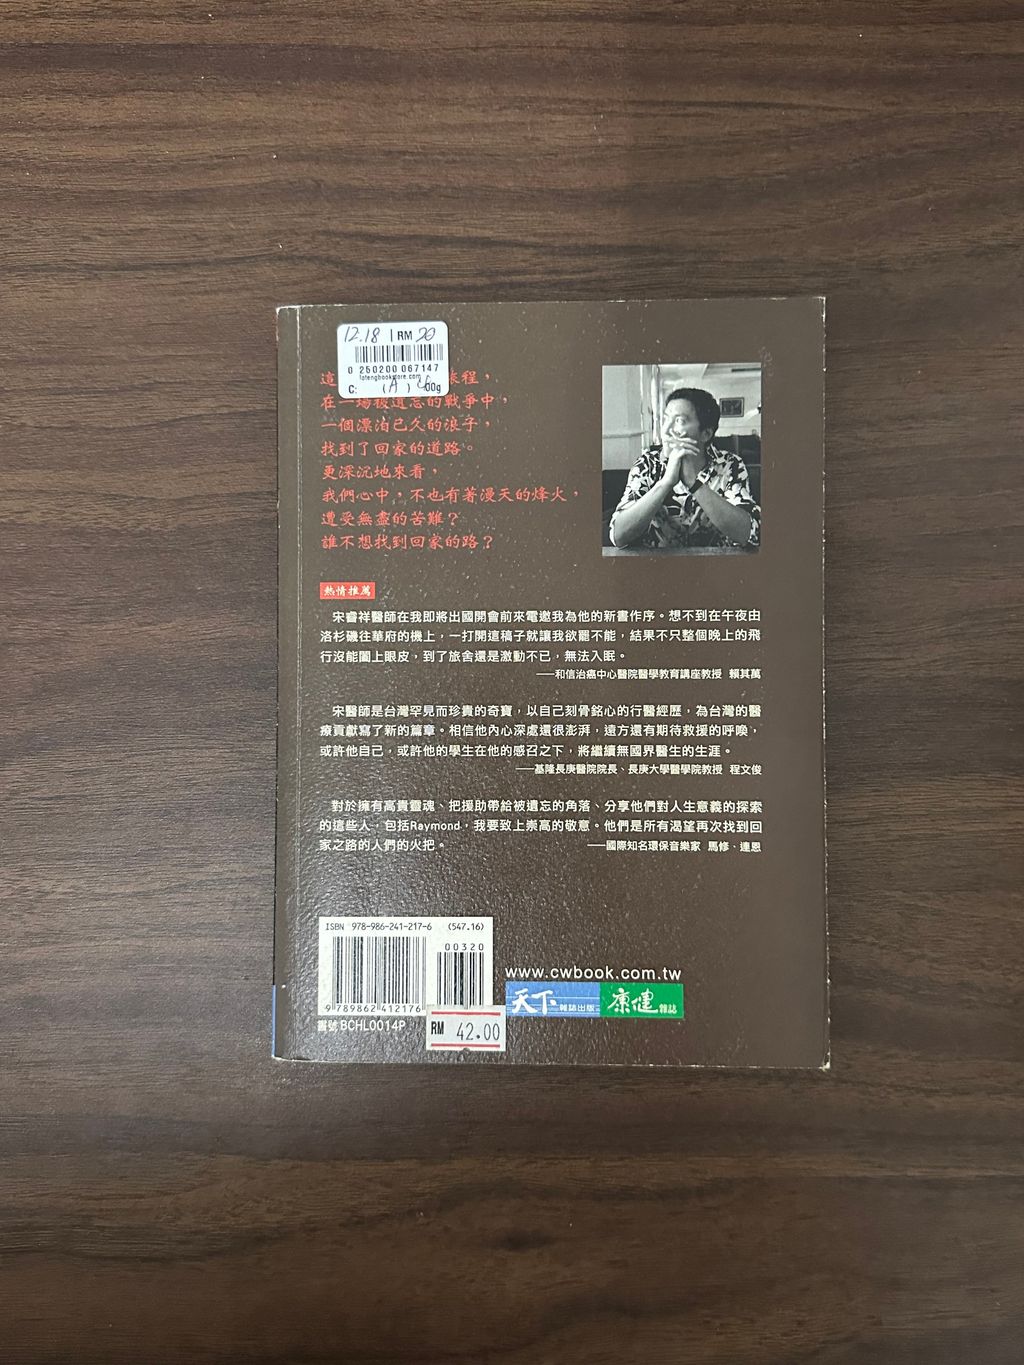 12.18 | RM 20
0 250200 067147
latengbookstore.com
C: (A) 00g
這 旅程，
在一場被遺忘的戰爭中，
一個漂泊已久的浪子，
找到了回家的道路。
更深沉地來看，
我們心中，不也有著漫天的烽火，
遭受無盡的苦難？
誰不想找到回家的路？
熱情推薦
宋睿祥醫師在我即將出國開會前來電邀我為他的新書作序。想不到在午夜由
洛杉磯往華府的機上，一打開這稿子就讓我欲罷不能，結果不只整個晚上的飛
行沒能闔上眼皮，到了旅舍還是激動不已，無法入眠。
——和信治癌中心醫院醫學教育講座教授 賴其萬
宋醫師是台灣罕見而珍貴的奇寶，以自己刻骨銘心的行醫經歷，為台灣的醫
療貢獻寫了新的篇章。相信他內心深處還很澎湃，遠方還有期待救援的呼喚，
或許他自己，或許他的學生在他的感召之下，將繼續無國界醫生的生涯。
——基隆長庚醫院院長、長庚大學醫學院教授 程文俊
對於擁有高貴靈魂、把援助帶給被遺忘的角落、分享他們對人生意義的探索
的這些人，包括Raymond，我要致上崇高的敬意。他們是所有渴望再次找到回
家之路的人們的火把。 ——國際知名環保音樂家 馬修．連恩
ISBN 978-986-241-217-6 (547.16)
00320
9 789862 412176
書號 BCHL0014P
RM 42.00
www.cwbook.com.tw
天下雜誌出版 康健雜誌